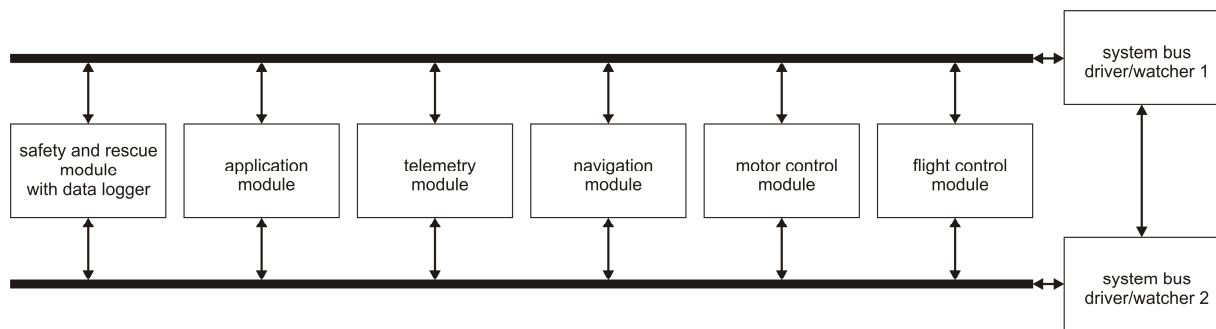 system bus
driver/watcher 1
safety and rescue
module
with data logger
application
module
telemetry
module
navigation
module
motor control
module
flight control
module
system bus
driver/watcher 2